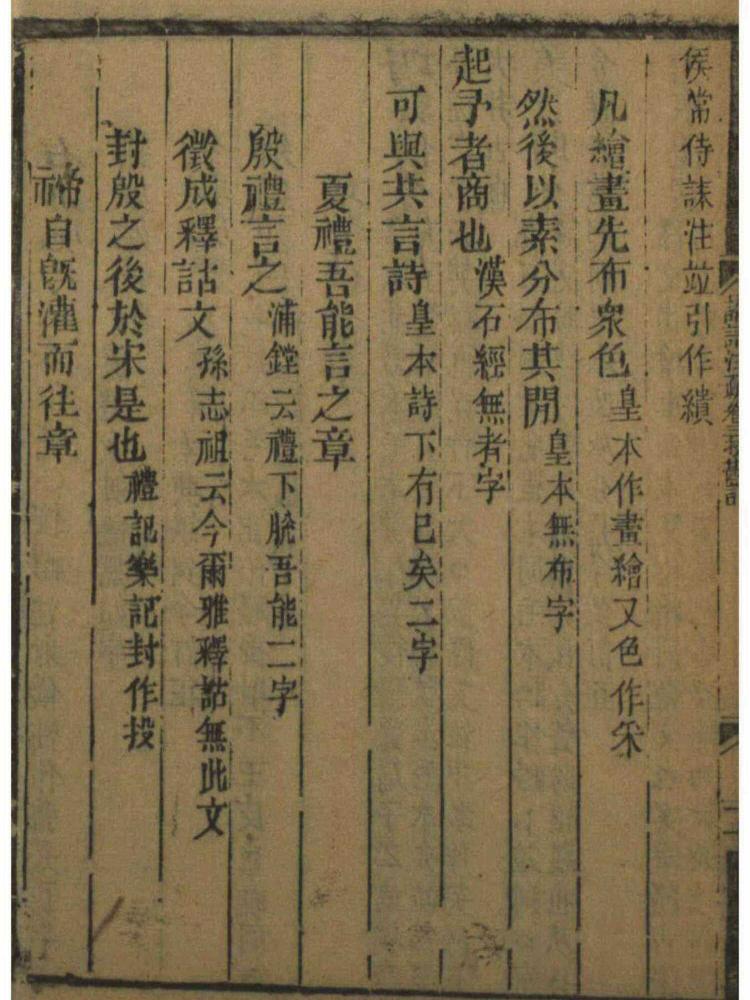 侯常侍誄注竝引作繢
凡繪畫先布衆色皇本作畫繪又色作采
然後以素分布其閒皇本無布字
起予者商也漢石經無者字
可與共言詩皇本詩下有已矣二字
夏禮吾能言之章
殷禮言之浦鏜云禮下脫吾能二字
徵成釋詁文孫志祖云今爾雅釋詁無此文
封殷之後於宋是也禮記樂記封作投
禘自既灌而往章